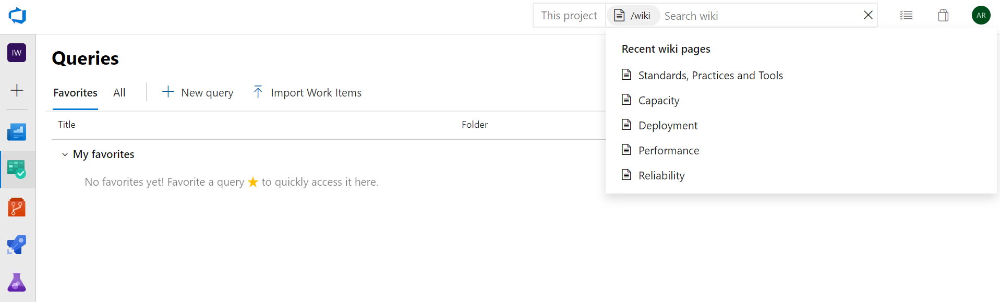 This project /wiki Search wiki
AR
IW
Queries
Recent wiki pages
Standards, Practices and Tools
Favorites All New query Import Work Items
Capacity
Title Folder
Deployment
My favorites
Performance
No favorites yet! Favorite a query to quickly access it here.
Reliability